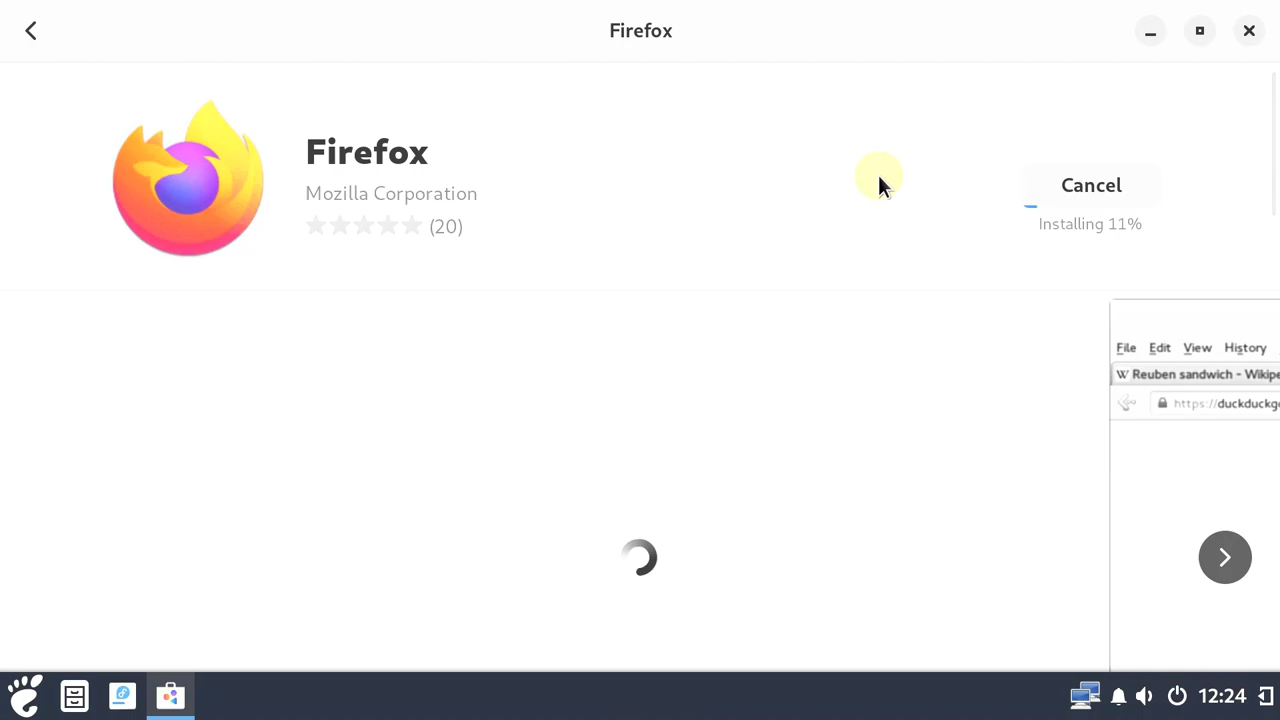 Firefox
Firefox
Mozilla Corporation
(20)
Cancel
Installing 11%
File Edit View History
W Reuben sandwich - Wikipe
https://duckduckg
12:24